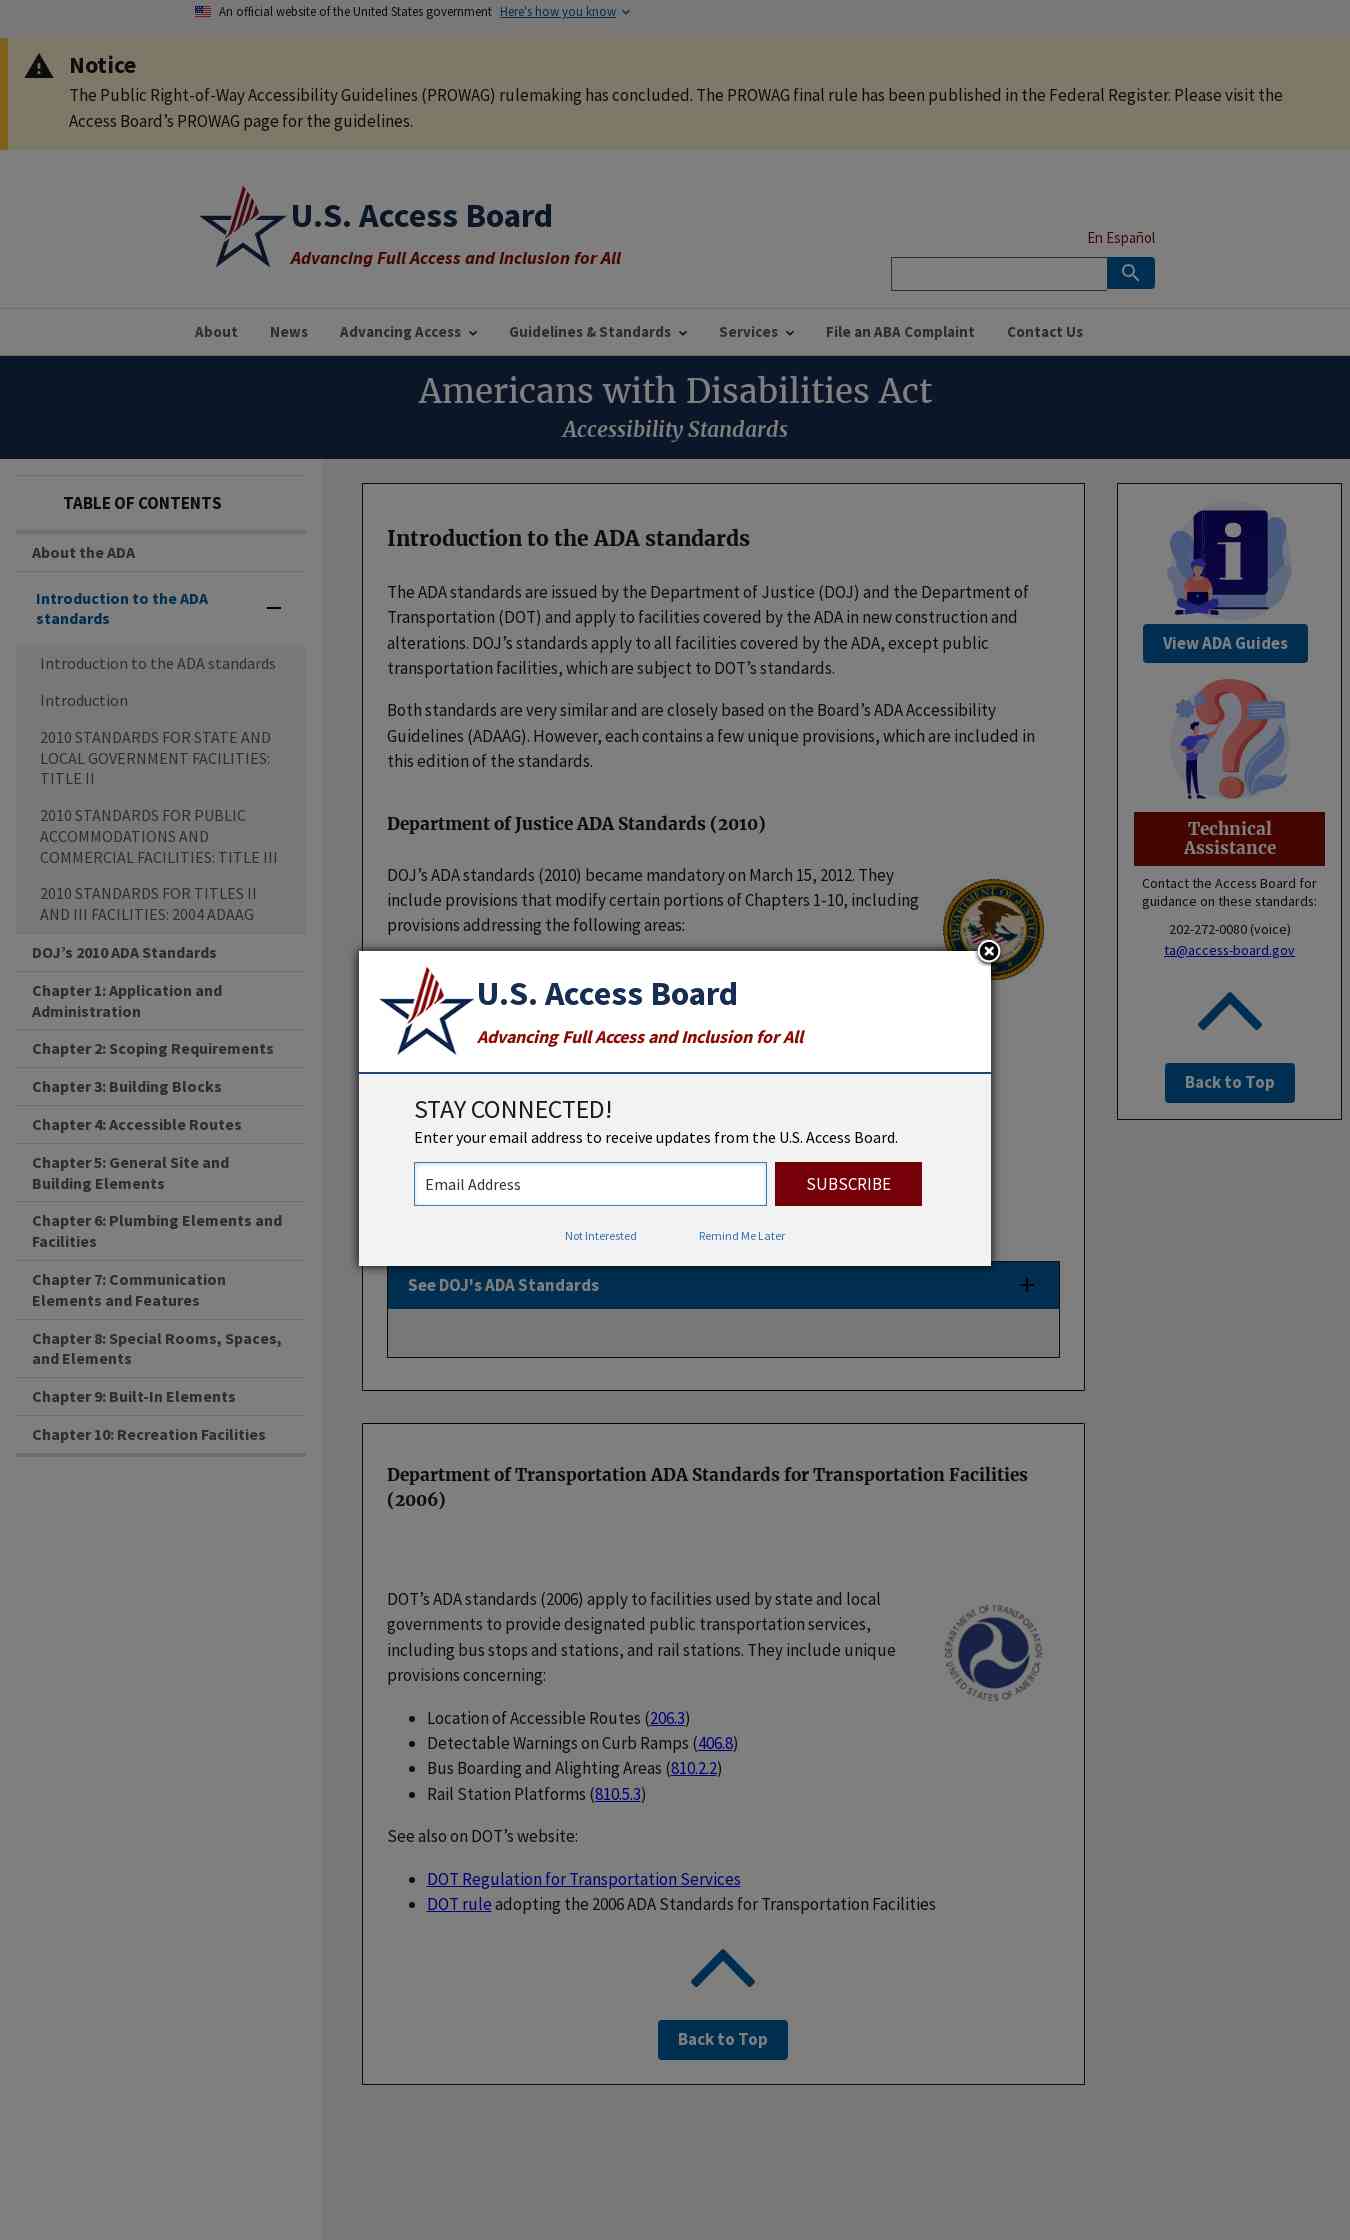 An official website of the United States government Here's how you know
Notice
The Public Right-of-Way Accessibility Guidelines (PROWAG) rulemaking has concluded. The PROWAG final rule has been published in the Federal Register. Please visit the
Access Board’s PROWAG page for the guidelines.
U.S. Access Board
Advancing Full Access and Inclusion for All
En Español
About News Advancing Access Guidelines & Standards Services File an ABA Complaint Contact Us
Americans with Disabilities Act
Accessibility Standards
TABLE OF CONTENTS
About the ADA
Introduction to the ADA
standards
Introduction to the ADA standards
Introduction
2010 STANDARDS FOR STATE AND
LOCAL GOVERNMENT FACILITIES:
TITLE II
2010 STANDARDS FOR PUBLIC
ACCOMMODATIONS AND
COMMERCIAL FACILITIES: TITLE III
2010 STANDARDS FOR TITLES II
AND III FACILITIES: 2004 ADAAG
DOJ’s 2010 ADA Standards
Chapter 1: Application and
Administration
Chapter 2: Scoping Requirements
Chapter 3: Building Blocks
Chapter 4: Accessible Routes
Chapter 5: General Site and
Building Elements
Chapter 6: Plumbing Elements and
Facilities
Chapter 7: Communication
Elements and Features
Chapter 8: Special Rooms, Spaces,
and Elements
Chapter 9: Built-In Elements
Chapter 10: Recreation Facilities
Introduction to the ADA standards
The ADA standards are issued by the Department of Justice (DOJ) and the Department of
Transportation (DOT) and apply to facilities covered by the ADA in new construction and
alterations. DOJ’s standards apply to all facilities covered by the ADA, except public
transportation facilities, which are subject to DOT’s standards.
Both standards are very similar and are closely based on the Board’s ADA Accessibility
Guidelines (ADAAG). However, each contains a few unique provisions, which are included in
this edition of the standards.
Department of Justice ADA Standards (2010)
DOJ’s ADA standards (2010) became mandatory on March 15, 2012. They
include provisions that modify certain portions of Chapters 1-10, including
provisions addressing the following areas:
U.S. Access Board
Advancing Full Access and Inclusion for All
STAY CONNECTED!
Enter your email address to receive updates from the U.S. Access Board.
Email Address SUBSCRIBE
Not Interested Remind Me Later
See DOJ's ADA Standards
Department of Transportation ADA Standards for Transportation Facilities
(2006)
DOT’s ADA standards (2006) apply to facilities used by state and local
governments to provide designated public transportation services,
including bus stops and stations, and rail stations. They include unique
provisions concerning:
DEPARTMENT OF TRANSPORTATION
UNITED STATES OF AMERICA
Location of Accessible Routes (206.3)
Detectable Warnings on Curb Ramps (406.8)
Bus Boarding and Alighting Areas (810.2.2)
Rail Station Platforms (810.5.3)
See also on DOT’s website:
DOT Regulation for Transportation Services
DOT rule adopting the 2006 ADA Standards for Transportation Facilities
Back to Top
i
View ADA Guides
Technical
Assistance
Contact the Access Board for
guidance on these standards:
202-272-0080 (voice)
ta@access-board.gov
Back to Top